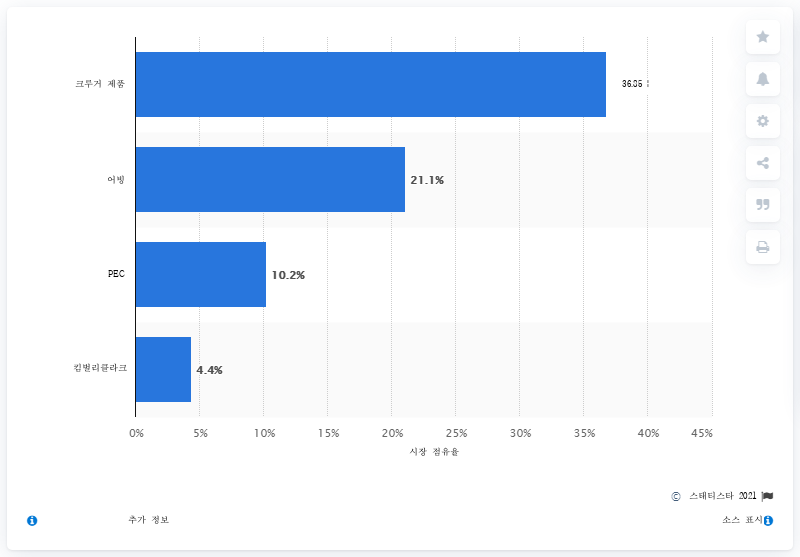 크루거 제품
36.35
어빙
21.1%
PEC
10.2%
킴벌리클라크
4.4%
0% 5% 10% 15% 20% 25% 30% 35% 40% 45%
시장 점유율
© 스태티스타 2021
추가 정보
소스 표시